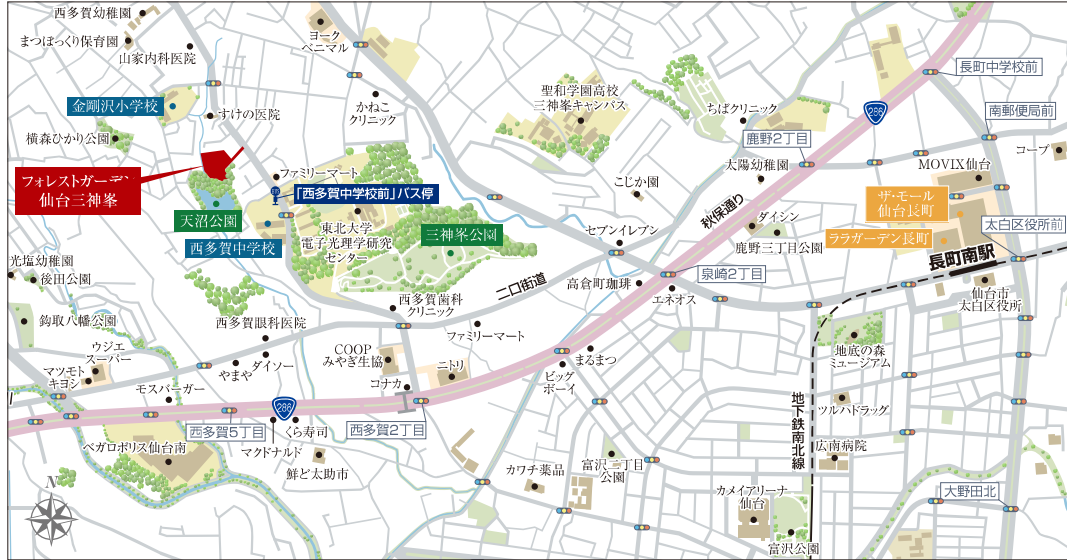 西多賀幼稚園
まつぼっくり保育園
山家内科医院
ヨーク
ベニマル
金剛沢小学校
すけの医院
かねこ
クリニック
聖和学園高校
三神峯キャンパス
ちばクリニック
286
長町中学校前
南郵便局前
横森ひかり公園
鹿野2丁目
太陽幼稚園
MOVIX仙台
コープ
フォレストガーデン
仙台三神峯
ファミリーマート
「西多賀中学校前」バス停
こじか園
秋保通り
ザ・モール
仙台長町
天沼公園
西多賀中学校
東北大学
電子光理学研究
センター
三神峯公園
セブンイレブン
ダイシン
鹿野三丁目公園
ララガーデン長町
太白区役所前
長町南駅
光塩幼稚園
後田公園
二口街道
高倉町珈琲
泉崎2丁目
エネオス
仙台市
太白区役所
西多賀歯科
クリニック
鈎取八幡公園
西多賀眼科医院
ファミリーマート
ウジエ
スーパー
COOP
みやぎ生協
まるまつ
地底の森
ミュージアム
マツモト
キヨシ
やまや
ダイソー
ニトリ
ビッグ
ボーイ
モスバーガー
コナカ
ツルハドラッグ
286
西多賀5丁目
くら寿司
西多賀2丁目
地下鉄南北線
広南病院
ベガロポリス仙台南
マクドナルド
鮮ど太助市
カワチ薬品
富沢二丁目
公園
カメイアリーナ
仙台
大野田北
富沢公園
N